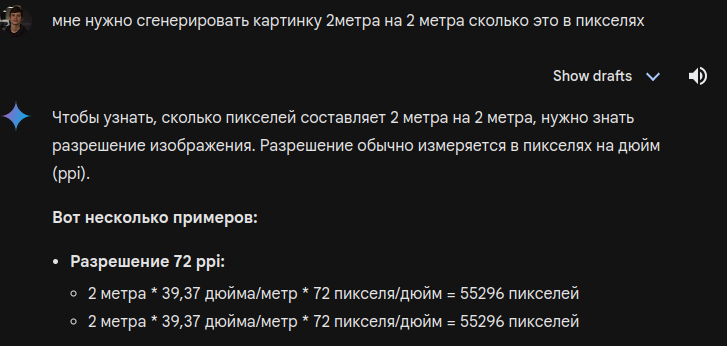 мне нужно сгенерировать картинку 2метра на 2 метра сколько это в пикселях
Show drafts
Чтобы узнать, сколько пикселей составляет 2 метра на 2 метра, нужно знать
разрешение изображения. Разрешение обычно измеряется в пикселях на дюйм
(ppi).
Вот несколько примеров:
• Разрешение 72 ppi:
○ 2 метра * 39,37 дюйма/метр * 72 пикселя/дюйм = 55296 пикселей
○ 2 метра * 39,37 дюйма/метр * 72 пикселя/дюйм = 55296 пикселей